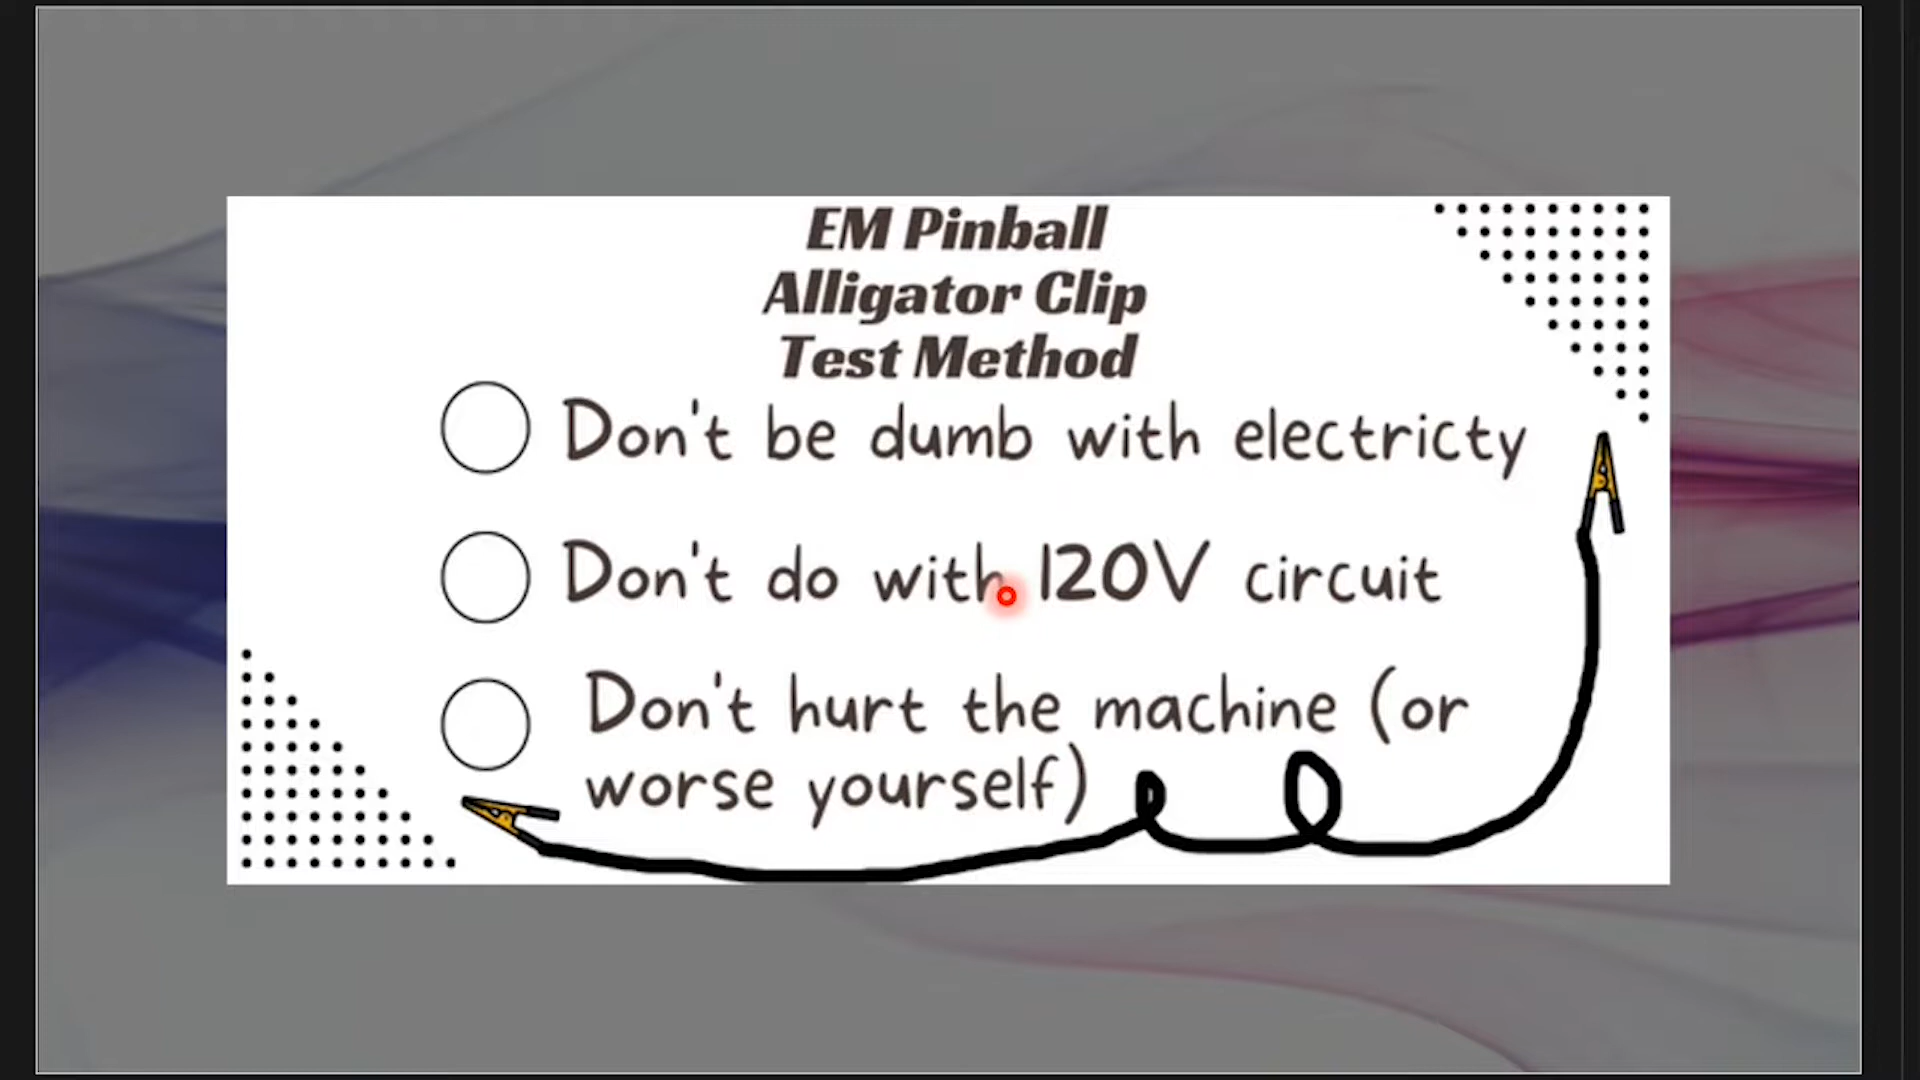 EM Pinball
Alligator Clip
Test Method
Don't be dumb with electricty
Don't do with 120V circuit
Don't hurt the machine (or
worse yourself)